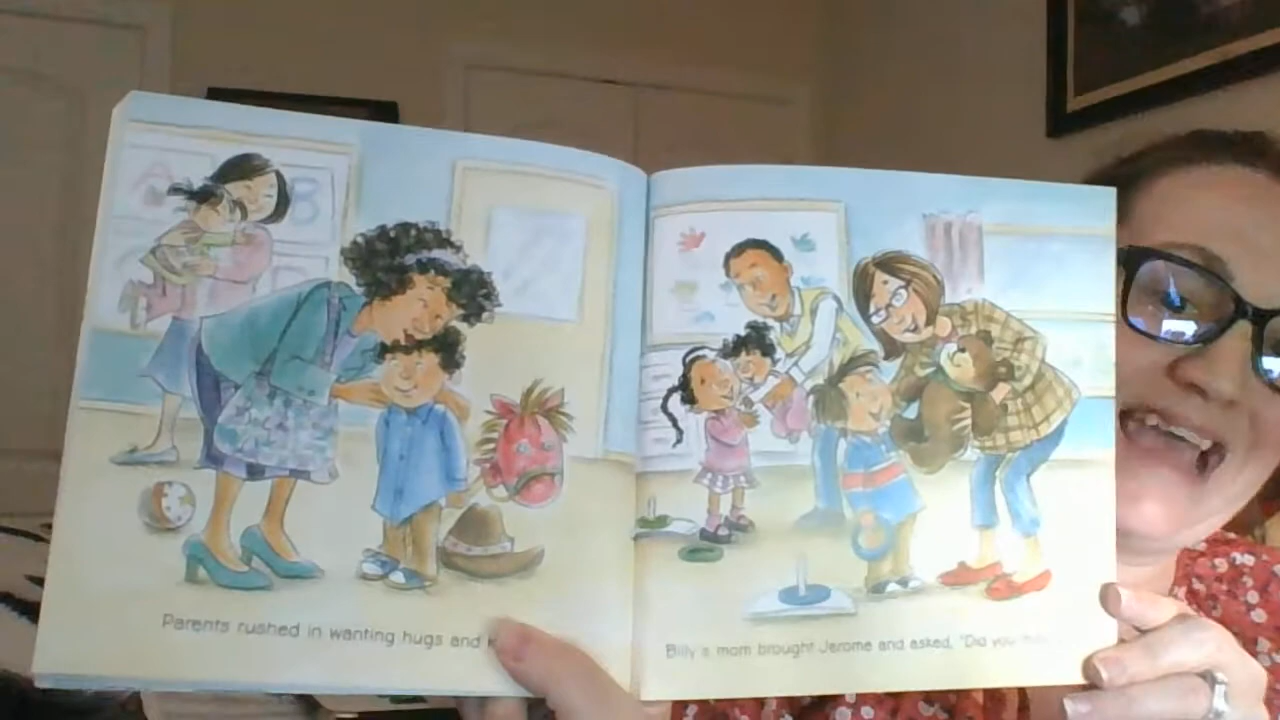 A B
Parents rushed in wanting hugs and
Billy's mom brought Jerome and asked, "Did you